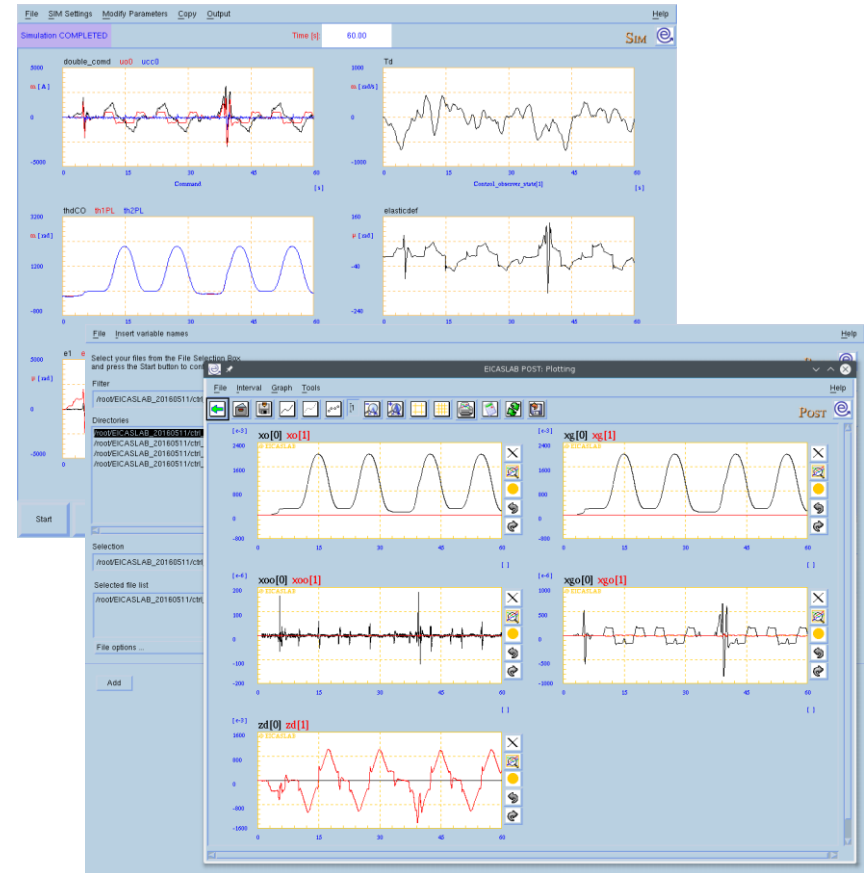 File SIM Settings Modify Parameters Copy Output Help
Simulation COMPLETED Time [s]: 60.00 SIM
double_comd uo0 ucc0
5000
m [A]
0
-5000
0 15 30 45 60
Command
[s]
Td
1000
0
-1000
0 15 30 45 60
Control_observer_state[1]
[s]
thdCO th1PL th2PL
3200
m [rad]
1200
-800
0 15 30 45 60
elasticdef
160
μ [rad]
-40
-240
0 15 30 45 60
e1
5000
μ [rad]
0
-5000
0
Start
File Insert variable names Help
Select your files from the File Selection Box
and press the Start button to
Filter
/root/EICASLAB_20160511/ctrl_
Directories
/root/EICASLAB_20160511/ctrl_
/root/EICASLAB_20160511/ctrl_
/root/EICASLAB_20160511/ctrl_
/root/EICASLAB_20160511/ctrl_
Selection
/root/EICASLAB_20160511/ctrl_
Selected file list
/root/EICASLAB_20160511/ctrl_
File options ...
Add
EICASLAB POST: Plotting
File Interval Graph Tools Help
POST
[e-3] xo[0] xo[1]
EICASLAB
2400
1600
800
0
-800
0 15 30 45 60
[ ]
[e-3] xg[0] xg[1]
EICASLAB
2400
1600
800
0
-800
0 15 30 45 60
[ ]
[e-6] xoo[0] xoo[1]
EICASLAB
200
100
0
-100
-200
0 15 30 45 60
[ ]
[e-6] xgo[0] xgo[1]
EICASLAB
1000
500
0
-500
-1000
0 15 30 45 60
[ ]
[e-3] zd[0] zd[1]
EICASLAB
1600
800
0
-800
-1600
0 15 30 45 60
[ ]